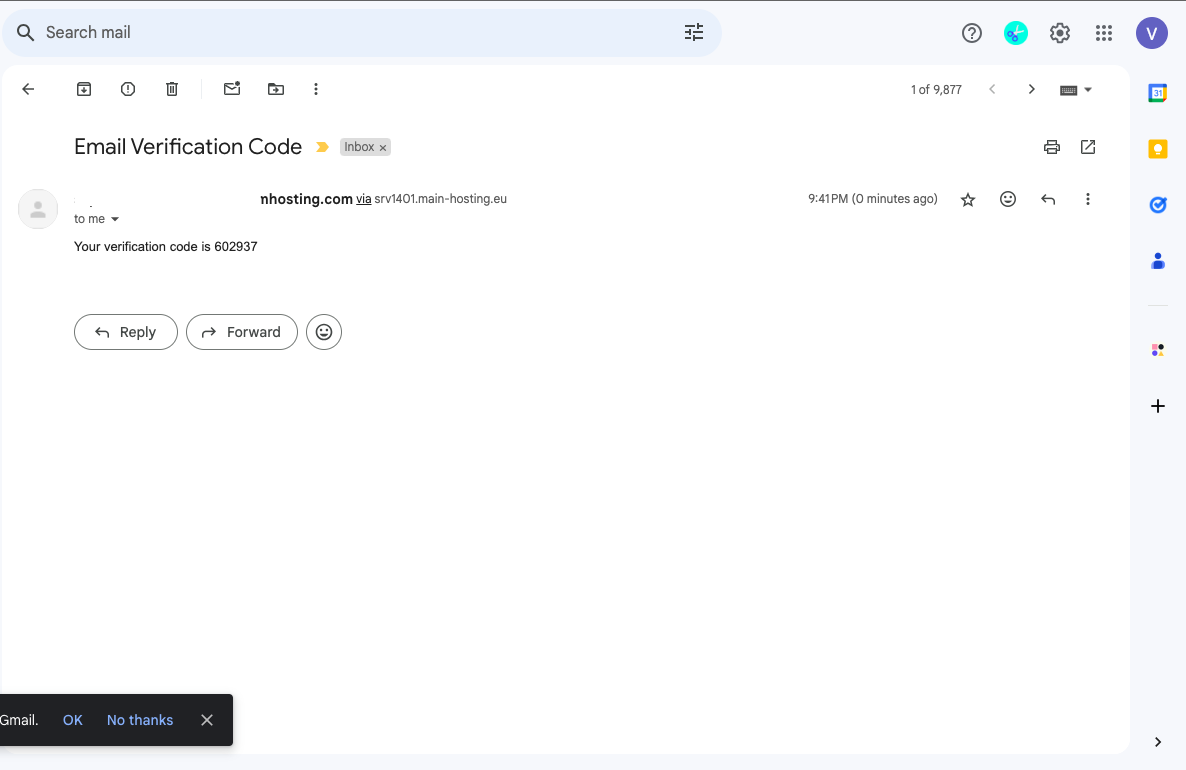 Search mail
V
1 of 9,877
31
Email Verification Code
Inbox
nhosting.com via srv1401.main-hosting.eu
9:41 PM (0 minutes ago)
to me
Your verification code is 602937
Reply
Forward
Gmail.
OK
No thanks